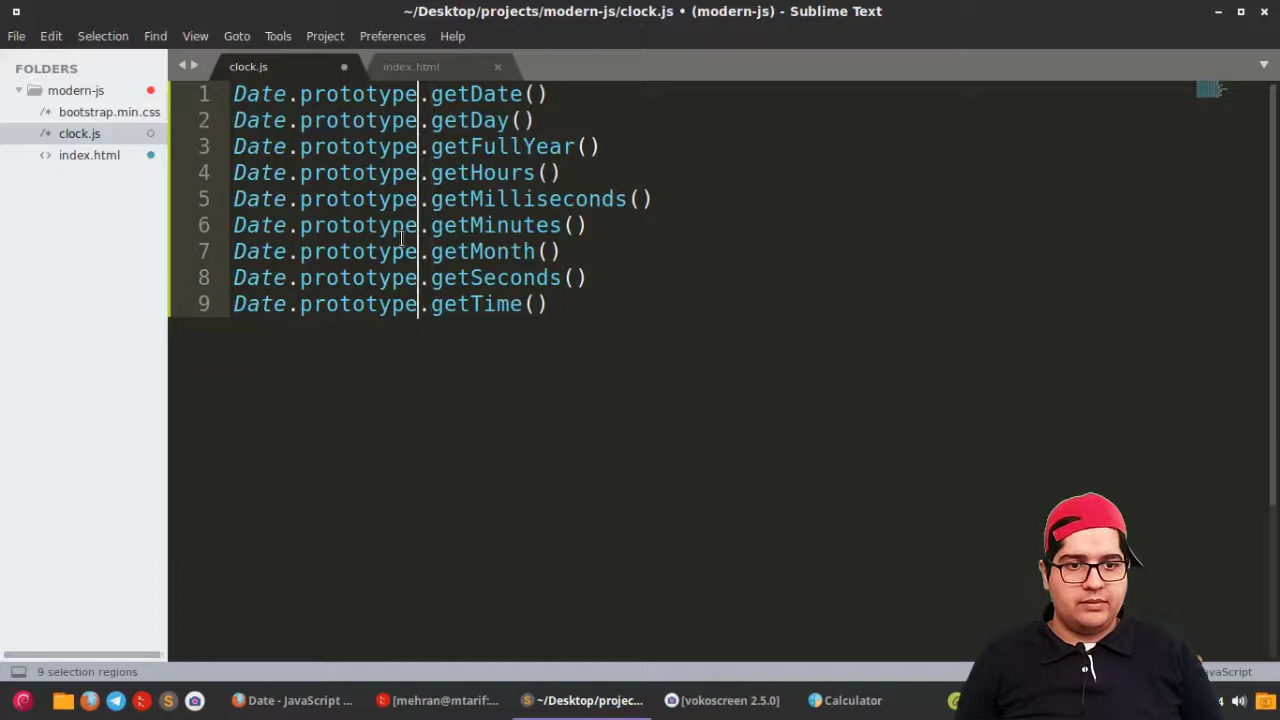 ~/Desktop/projects/modern-js/clock.js • (modern-js) - Sublime Text
File Edit Selection Find View Goto Tools Project Preferences Help
FOLDERS
modern-js
/* bootstrap.min.css
/* clock.js
<> index.html
clock.js
index.html
1 Date.prototype.getDate()
2 Date.prototype.getDay()
3 Date.prototype.getFullYear()
4 Date.prototype.getHours()
5 Date.prototype.getMilliseconds()
6 Date.prototype.getMinutes()
7 Date.prototype.getMonth()
8 Date.prototype.getSeconds()
9 Date.prototype.getTime()
9 selection regions
vaScript
Date - JavaScript ... [mehran@mtarif:... ~/Desktop/projec... [vokoscreen 2.5.0] Calculator